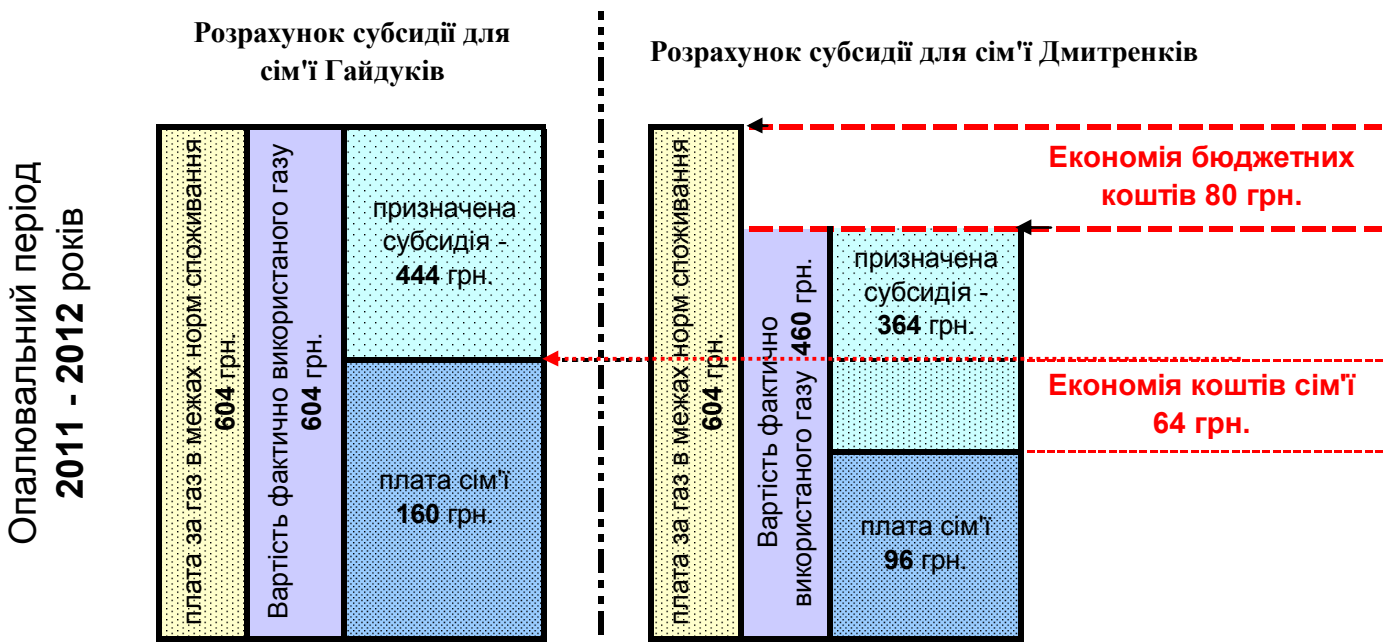 Опалювальний період
2011 - 2012 років
Розрахунок субсидії для
сім'ї Гайдуків
плата за газ в межах норм споживання
604 грн.
Вартість фактично використаного газу
604 грн.
призначена
субсидія -
444 грн.
плата сім'ї
160 грн.
Розрахунок субсидії для сім'ї Дмитренків
плата за газ в межах норм споживання
604 грн.
Вартість фактично
використаного газу 460 грн.
призначена
субсидія -
364 грн.
плата сім'ї
96 грн.
Економія бюджетних
коштів 80 грн.
Економія коштів сім'ї
64 грн.